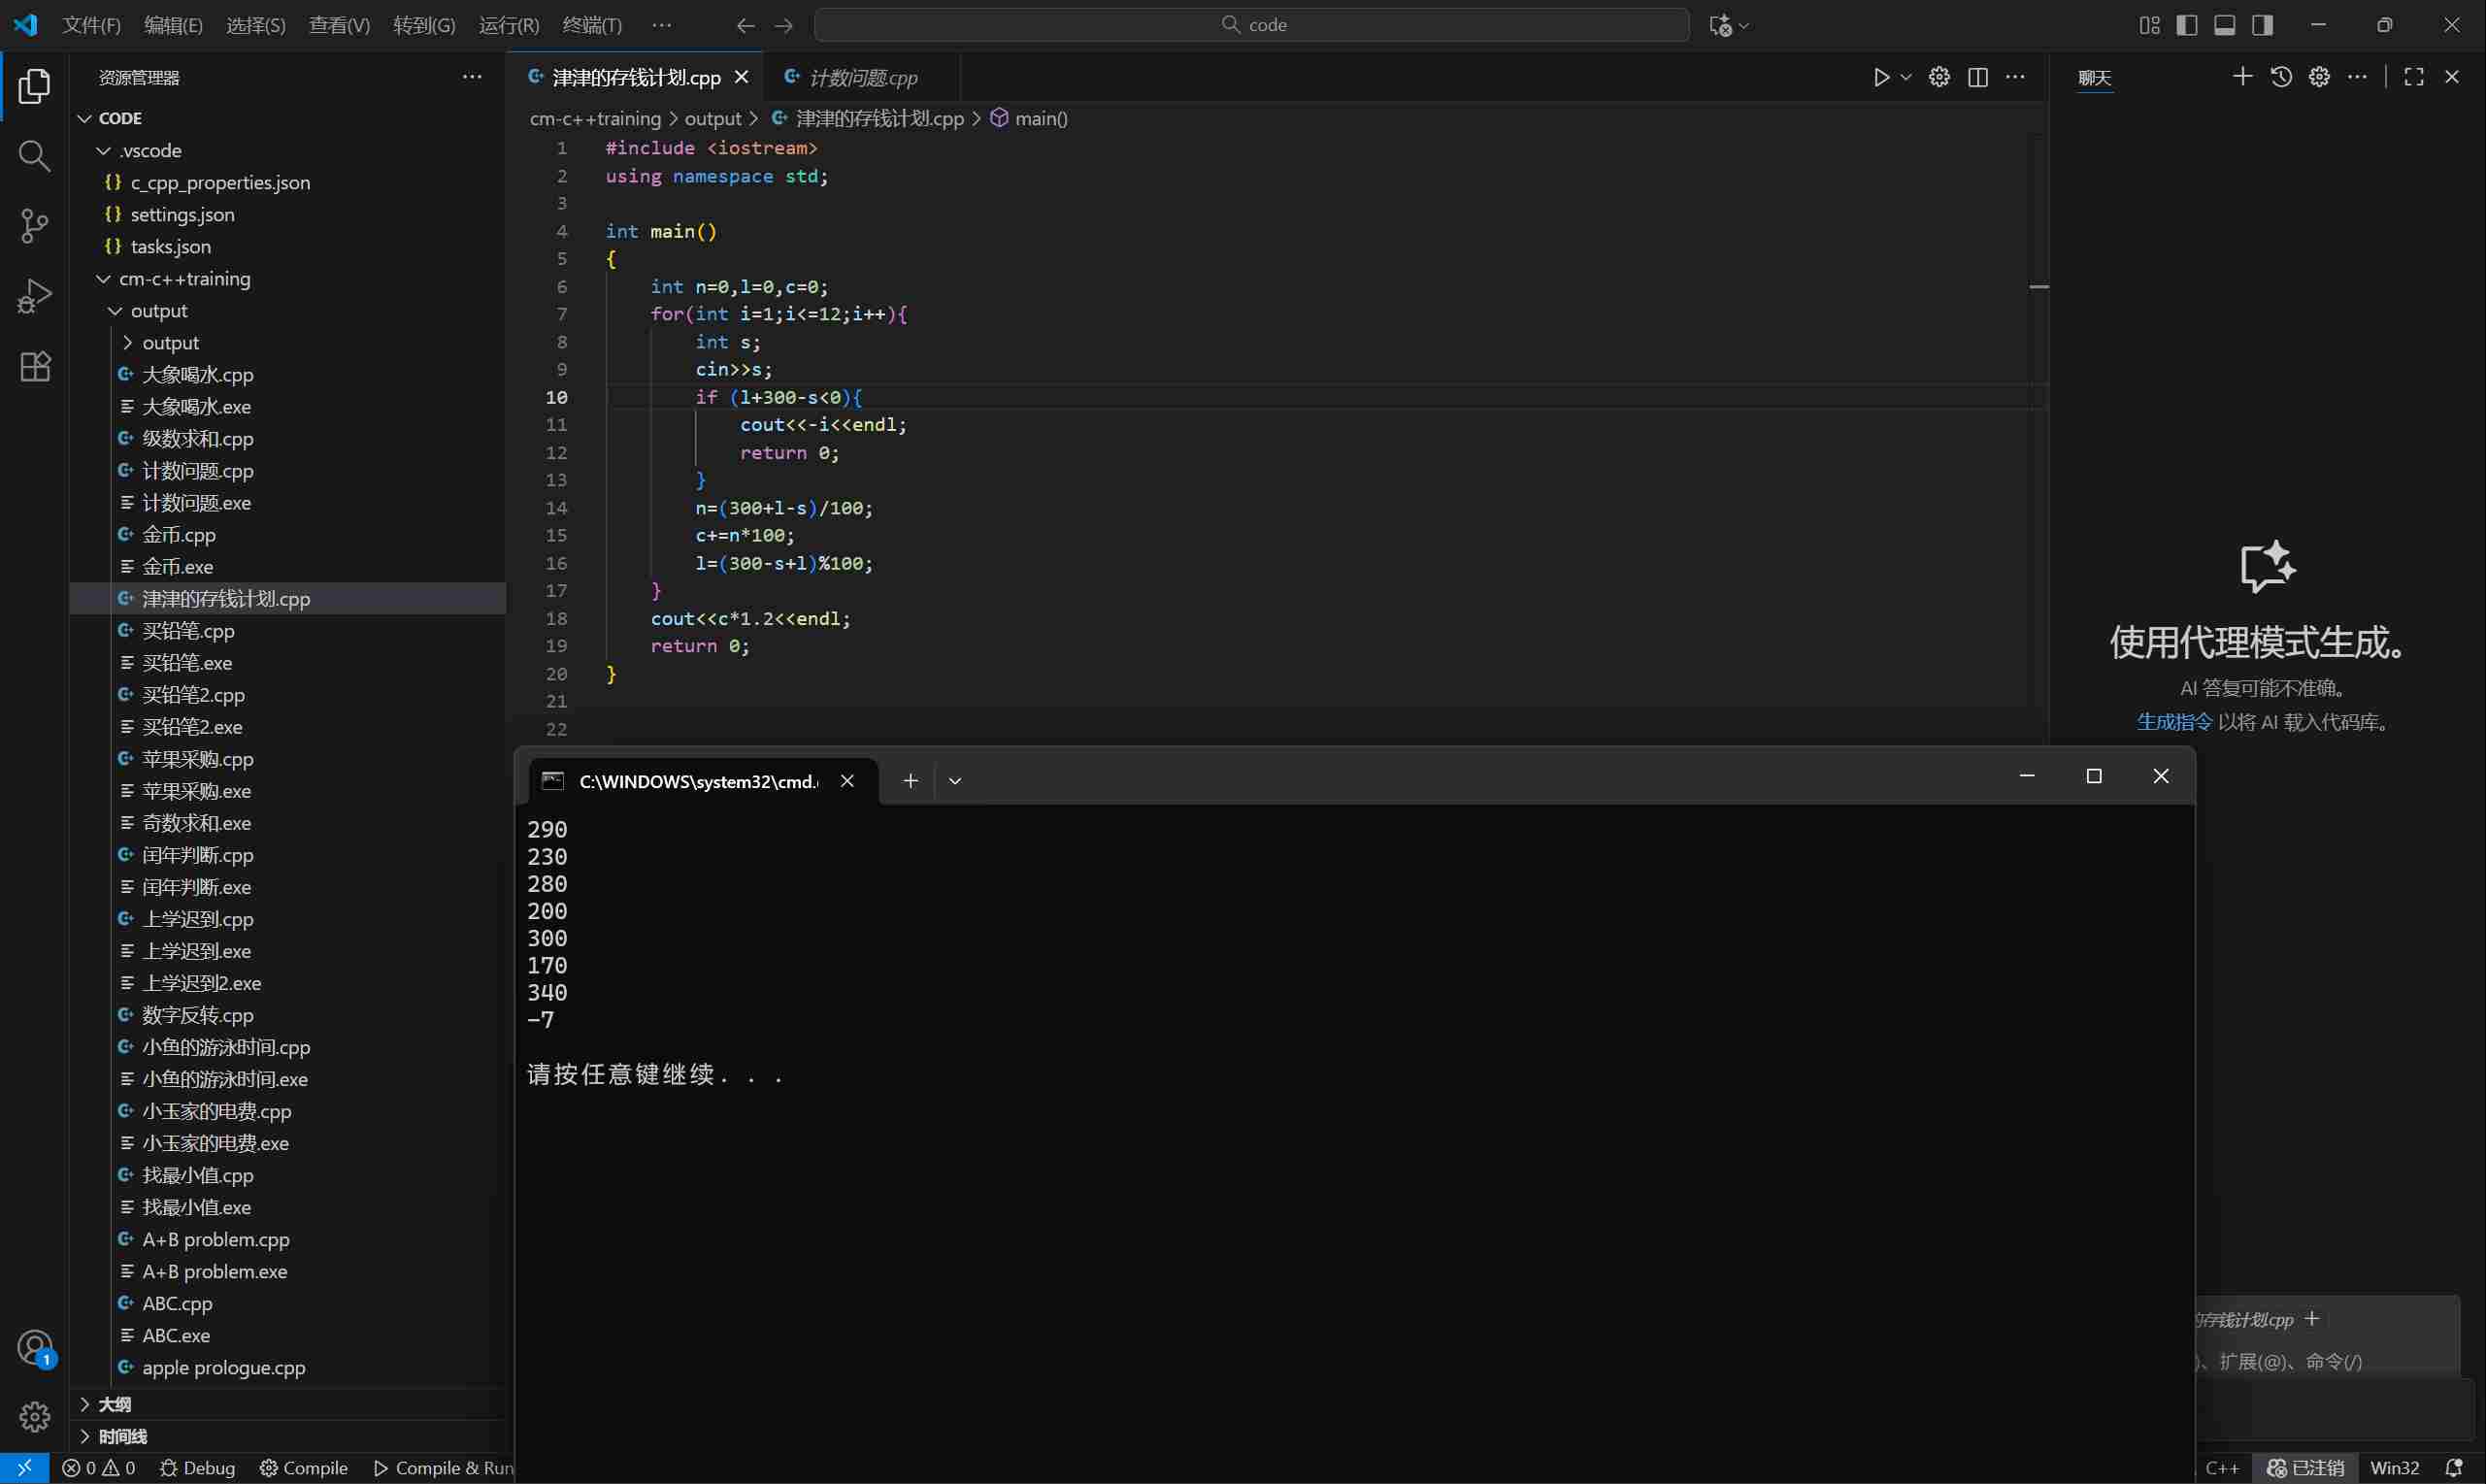 文件(F) 编辑(E) 选择(S) 查看(V) 转到(G) 运行(R) 终端(T) ··· code
资源管理器 ···
CODE
.vscode
{} c_cpp_properties.json
{} settings.json
{} tasks.json
cm-c++training
output
output
大象喝水.cpp
大象喝水.exe
级数求和.cpp
计数问题.cpp
计数问题.exe
金币.cpp
金币.exe
津津的存钱计划.cpp
买铅笔.cpp
买铅笔.exe
买铅笔2.cpp
买铅笔2.exe
苹果采购.cpp
苹果采购.exe
奇数求和.exe
闰年判断.cpp
闰年判断.exe
上学迟到.cpp
上学迟到.exe
上学迟到2.exe
数字反转.cpp
小鱼的游泳时间.cpp
小鱼的游泳时间.exe
小玉家的电费.cpp
小玉家的电费.exe
找最小值.cpp
找最小值.exe
A+B problem.cpp
A+B problem.exe
ABC.cpp
ABC.exe
apple prologue.cpp
大纲
时间线
津津的存钱计划.cpp 计数问题.cpp
cm-c++training > output > 津津的存钱计划.cpp > main()
1 #include <iostream>
2 using namespace std;
3
4 int main()
5 {
6 int n=0,l=0,c=0;
7 for(int i=1;i<=12;i++){
8 int s;
9 cin>>s;
10 if (l+300-s<0){
11 cout<<-i<<endl;
12 return 0;
13 }
14 n=(300+l-s)/100;
15 c+=n*100;
16 l=(300-s+l)%100;
17 }
18 cout<<c*1.2<<endl;
19 return 0;
20 }
21
22
C:\WINDOWS\system32\cmd.
290
230
280
200
300
170
340
-7
请按任意键继续. . .
聊天
使用代理模式生成。
AI 答复可能不准确。
生成指令 以将 AI 载入代码库。
的存钱计划.cpp
)、扩展(@)、命令(/)
1
0 0 Debug Compile Compile & Run
C++ 已注销 Win32